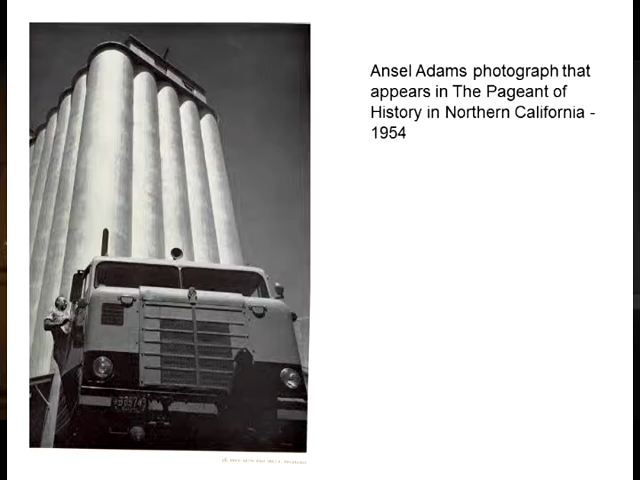 Ansel Adams photograph that
appears in The Pageant of
History in Northern California -
1954